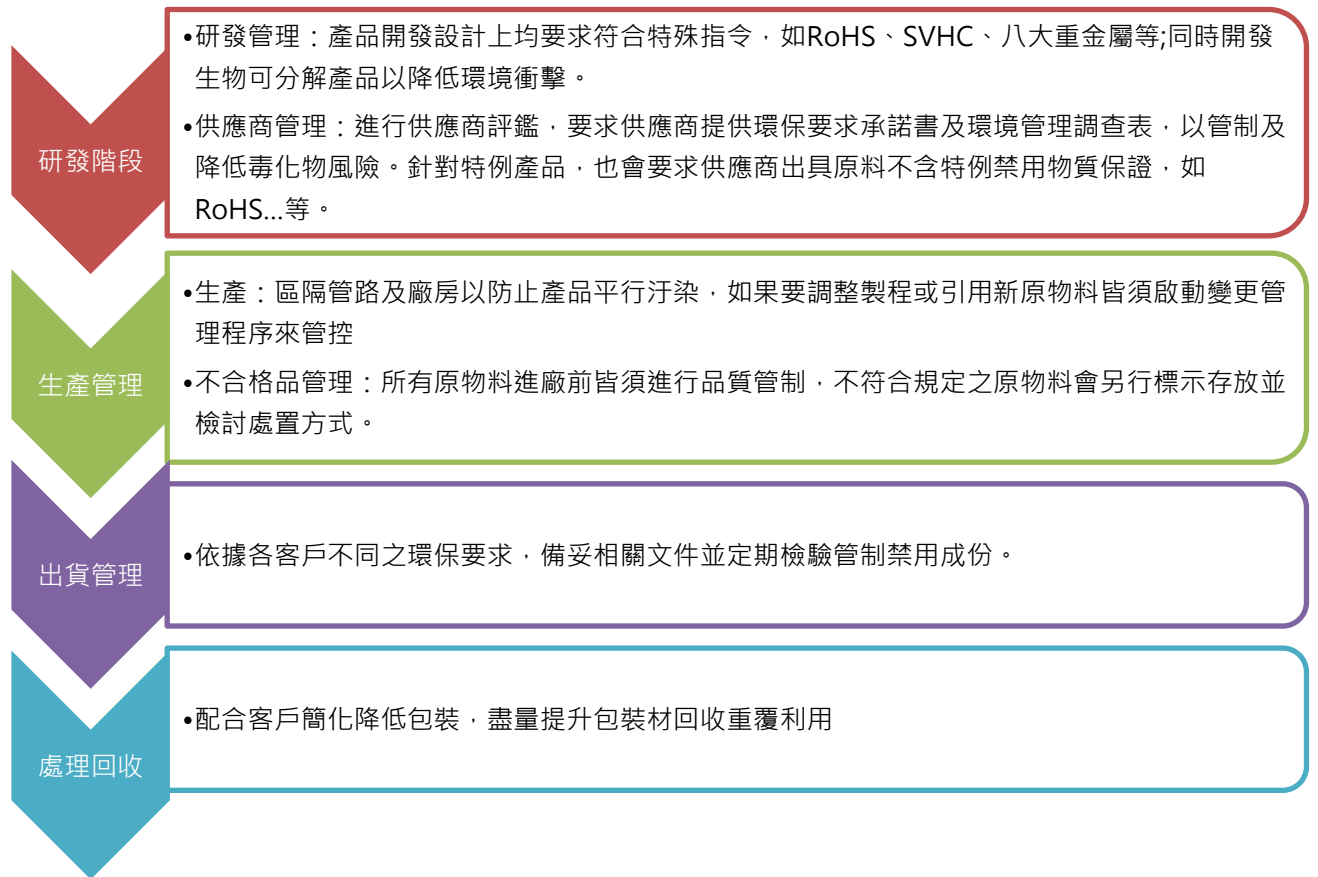 研發階段
•研發管理：產品開發設計上均要求符合特殊指令，如RoHS、SVHC、八大重金屬等;同時開發
生物可分解產品以降低環境衝擊。
•供應商管理：進行供應商評鑑，要求供應商提供環保要求承諾書及環境管理調查表，以管制及
降低毒化物風險。針對特例產品，也會要求供應商出具原料不含特例禁用物質保證，如
RoHS...等。
生產管理
•生產：區隔管路及廠房以防止產品平行汙染，如果要調整製程或引用新原物料皆須啟動變更管
理程序來管控
•不合格品管理：所有原物料進廠前皆須進行品質管制，不符合規定之原物料會另行標示存放並
檢討處置方式。
出貨管理
•依據各客戶不同之環保要求，備妥相關文件並定期檢驗管制禁用成份。
處理回收
•配合客戶簡化降低包裝，盡量提升包裝材回收重覆利用